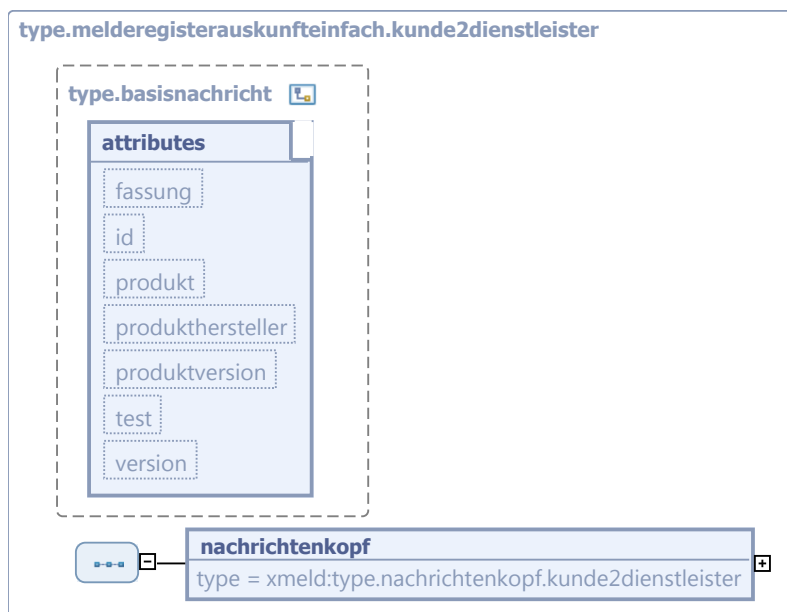 type.melderegisterauskunfteinfach.kunde2dienstleister
type.basisnachricht
attributes
fassung
id
produkt
produkthersteller
produktversion
test
version
nachrichtenkopf
type = xmeld:type.nachrichtenkopf.kunde2dienstleister